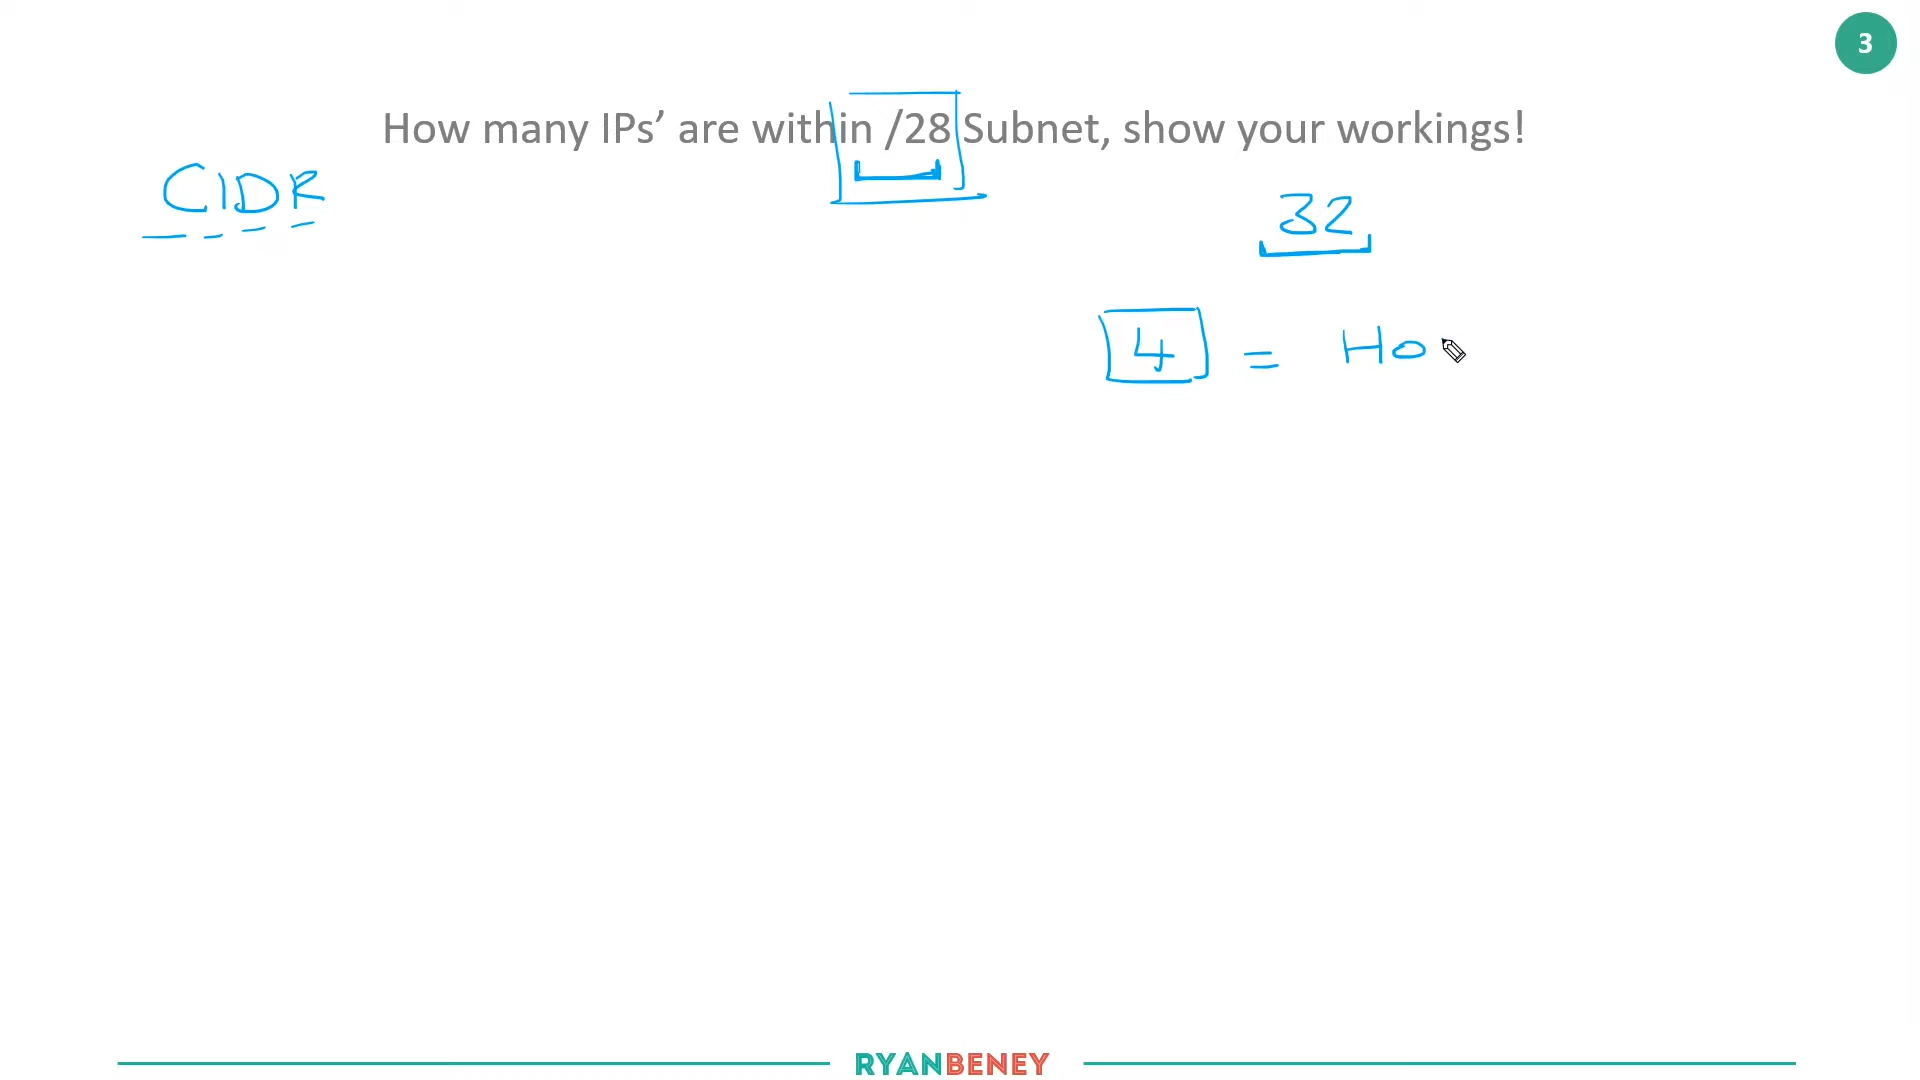 3
How many IPs’ are within /28 Subnet, show your workings!
CIDR
32
4 = Ho
RYANBENEY